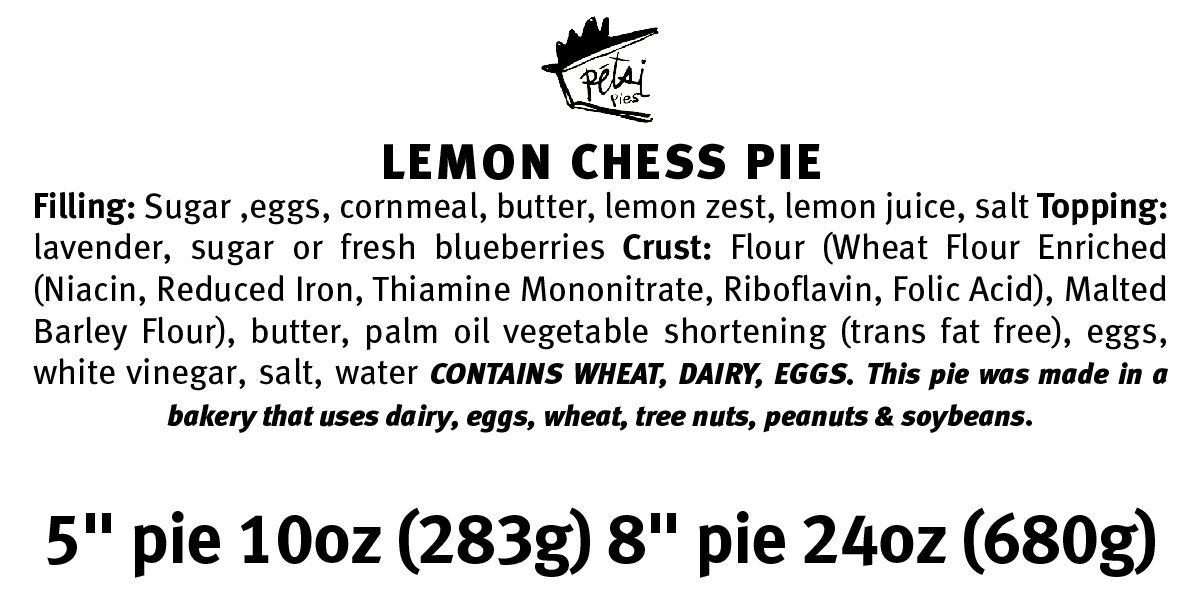 pétsi
Pies
LEMON CHESS PIE
Filling: Sugar ,eggs, cornmeal, butter, lemon zest, lemon juice, salt Topping:
lavender, sugar or fresh blueberries Crust: Flour (Wheat Flour Enriched
(Niacin, Reduced Iron, Thiamine Mononitrate, Riboflavin, Folic Acid), Malted
Barley Flour), butter, palm oil vegetable shortening (trans fat free), eggs,
white vinegar, salt, water CONTAINS WHEAT, DAIRY, EGGS. This pie was made in a
bakery that uses dairy, eggs, wheat, tree nuts, peanuts & soybeans.
5" pie 10oz (283g) 8" pie 24oz (680g)